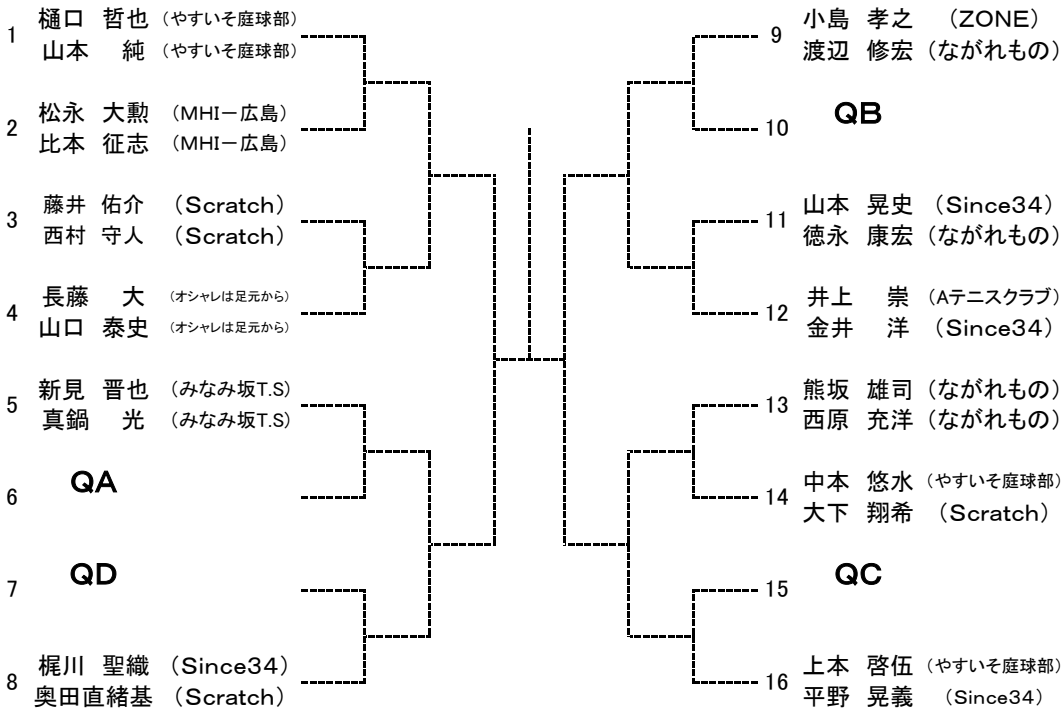 1 樋口 哲也 (やすいそ庭球部)
山本 純 (やすいそ庭球部)
2 松永 大勲 (MHI－広島)
比本 征志 (MHI－広島)
3 藤井 佑介 (Scratch)
西村 守人 (Scratch)
4 長藤 大 (オシャレは足元から)
山口 泰史 (オシャレは足元から)
5 新見 晋也 (みなみ坂T.S)
真鍋 光 (みなみ坂T.S)
6 QA
7 QD
8 梶川 聖織 (Since34)
奥田直緒基 (Scratch)
9 小島 孝之 (ZONE)
渡辺 修宏 (ながれもの)
10 QB
11 山本 晃史 (Since34)
徳永 康宏 (ながれもの)
12 井上 崇 (Aテニスクラブ)
金井 洋 (Since34)
13 熊坂 雄司 (ながれもの)
西原 充洋 (ながれもの)
14 中本 悠水 (やすいそ庭球部)
大下 翔希 (Scratch)
15 QC
16 上本 啓伍 (やすいそ庭球部)
平野 晃義 (Since34)